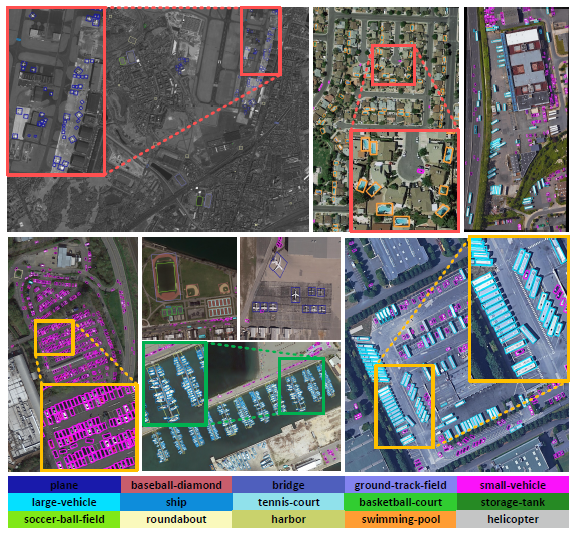 plane baseball-diamond bridge ground-track-field small-vehicle
large-vehicle ship tennis-court basketball-court storage-tank
soccer-ball-field roundabout harbor swimming-pool helicopter